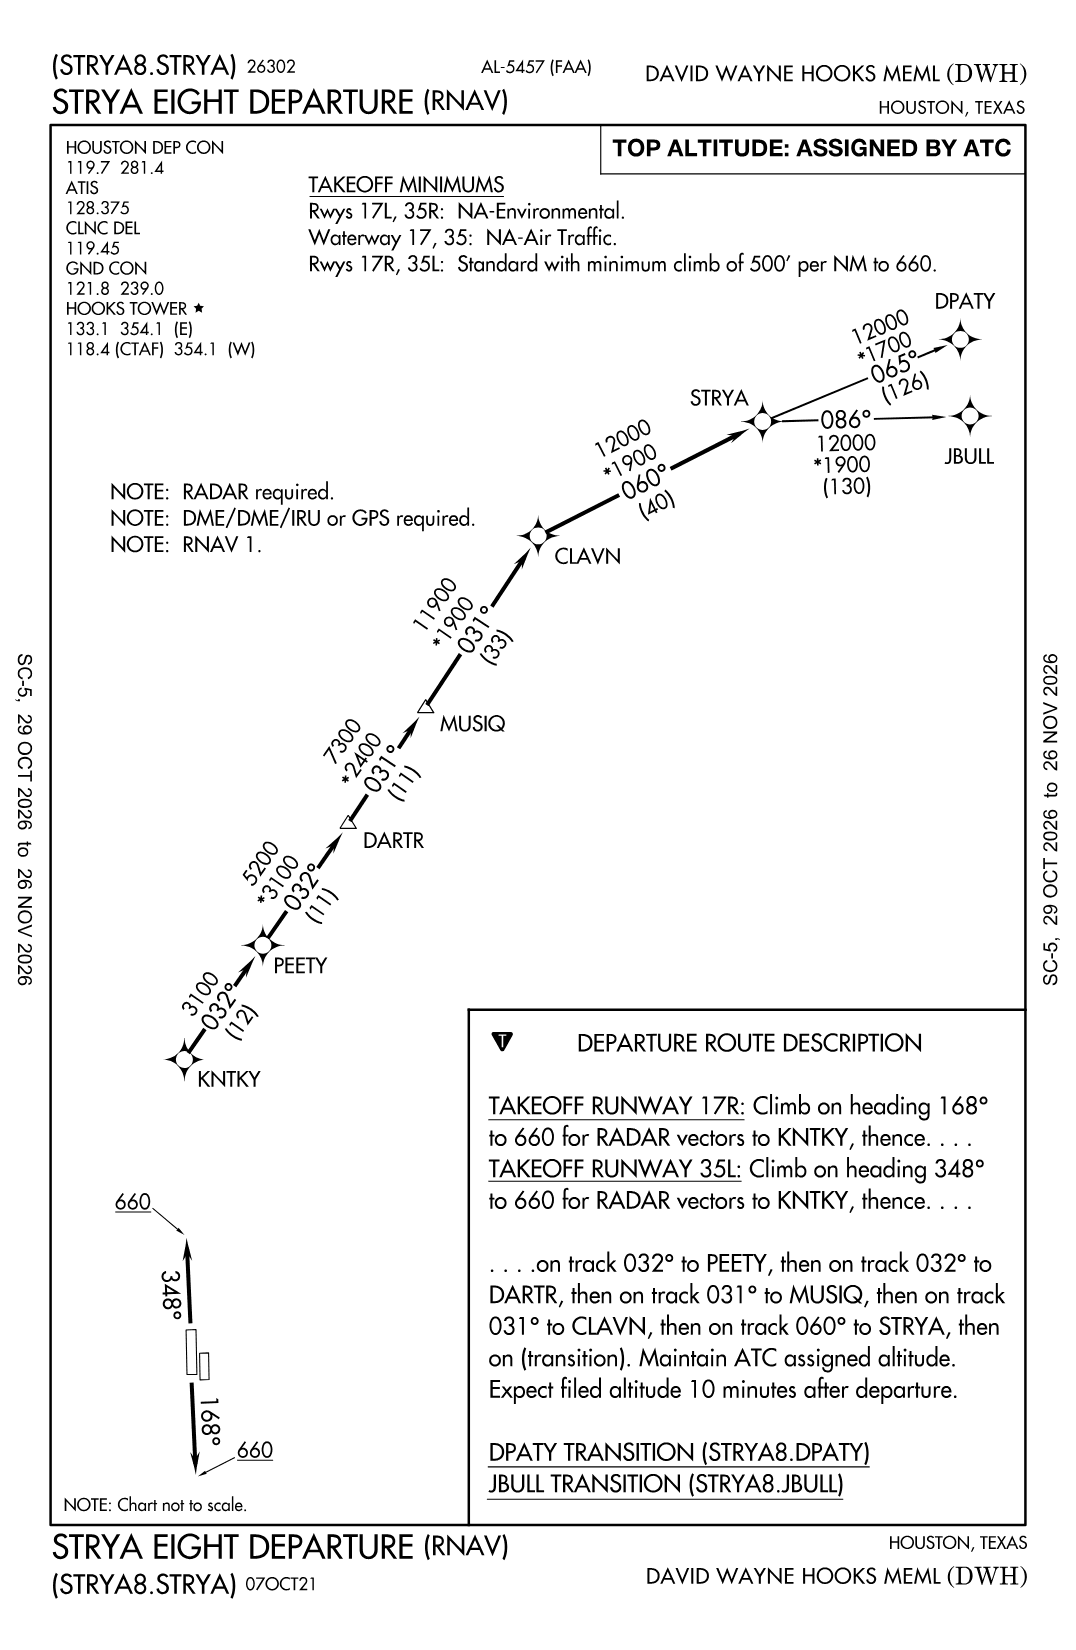 (STRYA8.STRYA) 26302
AL-5457 (FAA)
DAVID WAYNE HOOKS MEML (DWH)
STRYA EIGHT DEPARTURE (RNAV)
HOUSTON, TEXAS
TOP ALTITUDE: ASSIGNED BY ATC
HOUSTON DEP CON
119.7 281.4
ATIS
128.375
CLNC DEL
119.45
GND CON
121.8 239.0
HOOKS TOWER ★
133.1 354.1 (E)
118.4 (CTAF) 354.1 (W)
TAKEOFF MINIMUMS
Rwys 17L, 35R: NA-Environmental.
Waterway 17, 35: NA-Air Traffic.
Rwys 17R, 35L: Standard with minimum climb of 500' per NM to 660.
DPATY
12000
*1700
065°
(126)
STRYA
086°
12000
*1900
(130)
JBULL
12000
*1900
060°
(40)
NOTE: RADAR required.
NOTE: DME/DME/IRU or GPS required.
NOTE: RNAV 1.
CLAVN
11900
*1900
031°
(33)
MUSIQ
7300
*2400
031°
(11)
DARTR
5200
*3100
032°
(11)
PEETY
3100
032°
(12)
KNTKY
SC-5, 29 OCT 2026 to 26 NOV 2026
SC-5, 29 OCT 2026 to 26 NOV 2026
660
348°
168°
660
NOTE: Chart not to scale.
T
DEPARTURE ROUTE DESCRIPTION
TAKEOFF RUNWAY 17R: Climb on heading 168°
to 660 for RADAR vectors to KNTKY, thence. . . .
TAKEOFF RUNWAY 35L: Climb on heading 348°
to 660 for RADAR vectors to KNTKY, thence. . . .
. . . .on track 032° to PEETY, then on track 032° to
DARTR, then on track 031° to MUSIQ, then on track
031° to CLAVN, then on track 060° to STRYA, then
on (transition). Maintain ATC assigned altitude.
Expect filed altitude 10 minutes after departure.
DPATY TRANSITION (STRYA8.DPATY)
JBULL TRANSITION (STRYA8.JBULL)
STRYA EIGHT DEPARTURE (RNAV)
HOUSTON, TEXAS
(STRYA8.STRYA) 07OCT21
DAVID WAYNE HOOKS MEML (DWH)